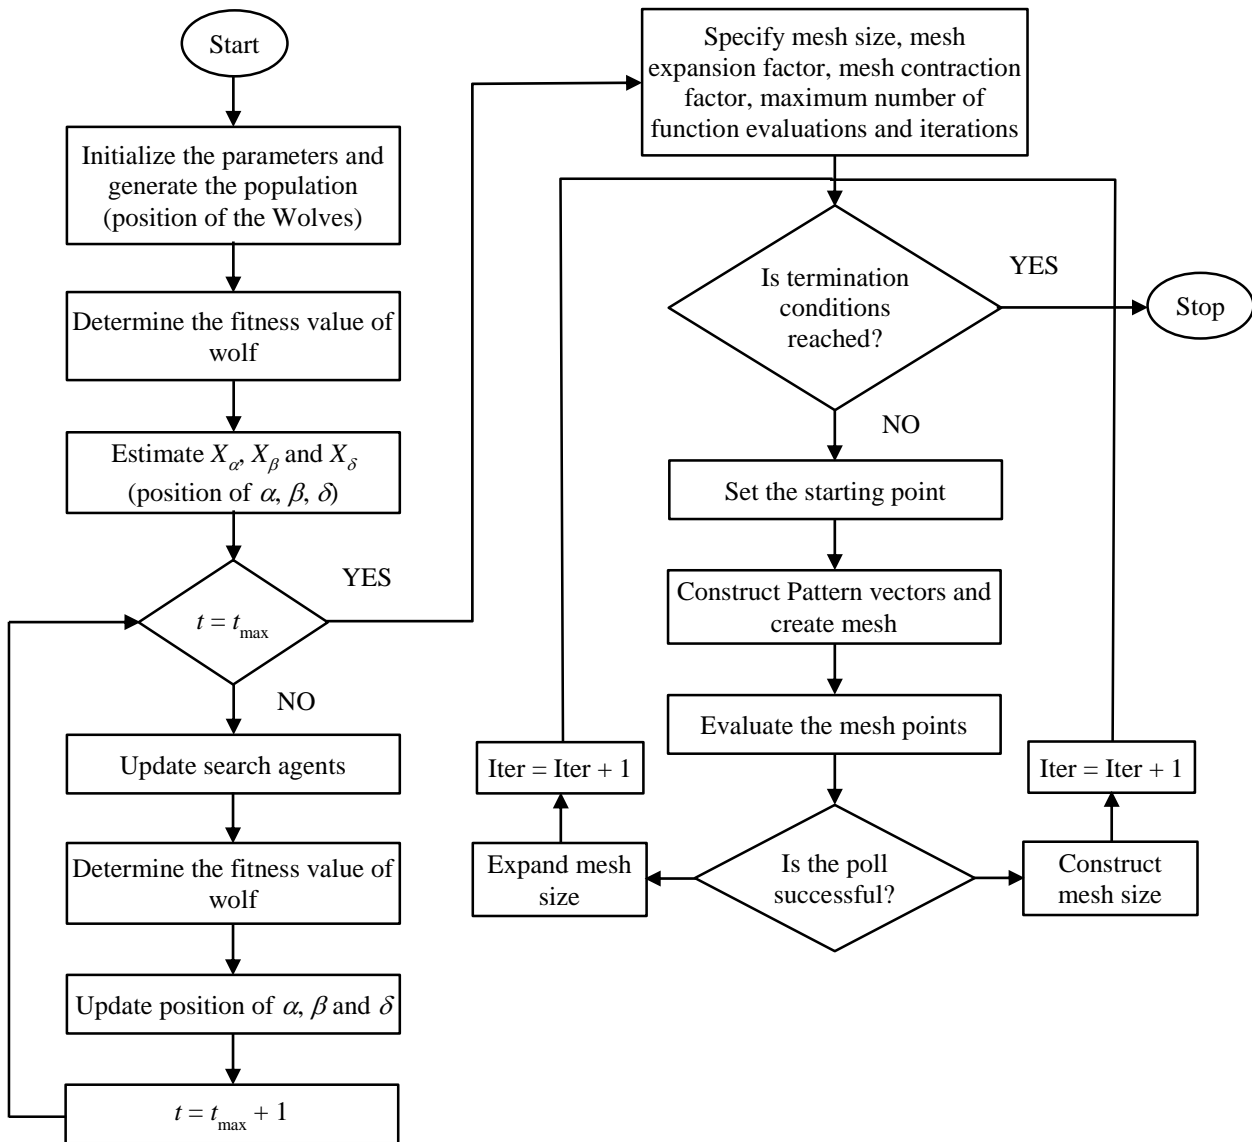 Start
Initialize the parameters and
generate the population
(position of the Wolves)
Determine the fitness value of
wolf
Estimate Xα, Xβ and Xδ
(position of α, β, δ)
YES
t = tmax
NO
Update search agents
Determine the fitness value of
wolf
Update position of α, β and δ
t = tmax + 1
Specify mesh size, mesh
expansion factor, mesh contraction
factor, maximum number of
function evaluations and iterations
Is termination
conditions
reached?
YES
Stop
NO
Set the starting point
Construct Pattern vectors and
create mesh
Evaluate the mesh points
Is the poll
successful?
Expand mesh
size
Iter = Iter + 1
Construct
mesh size
Iter = Iter + 1